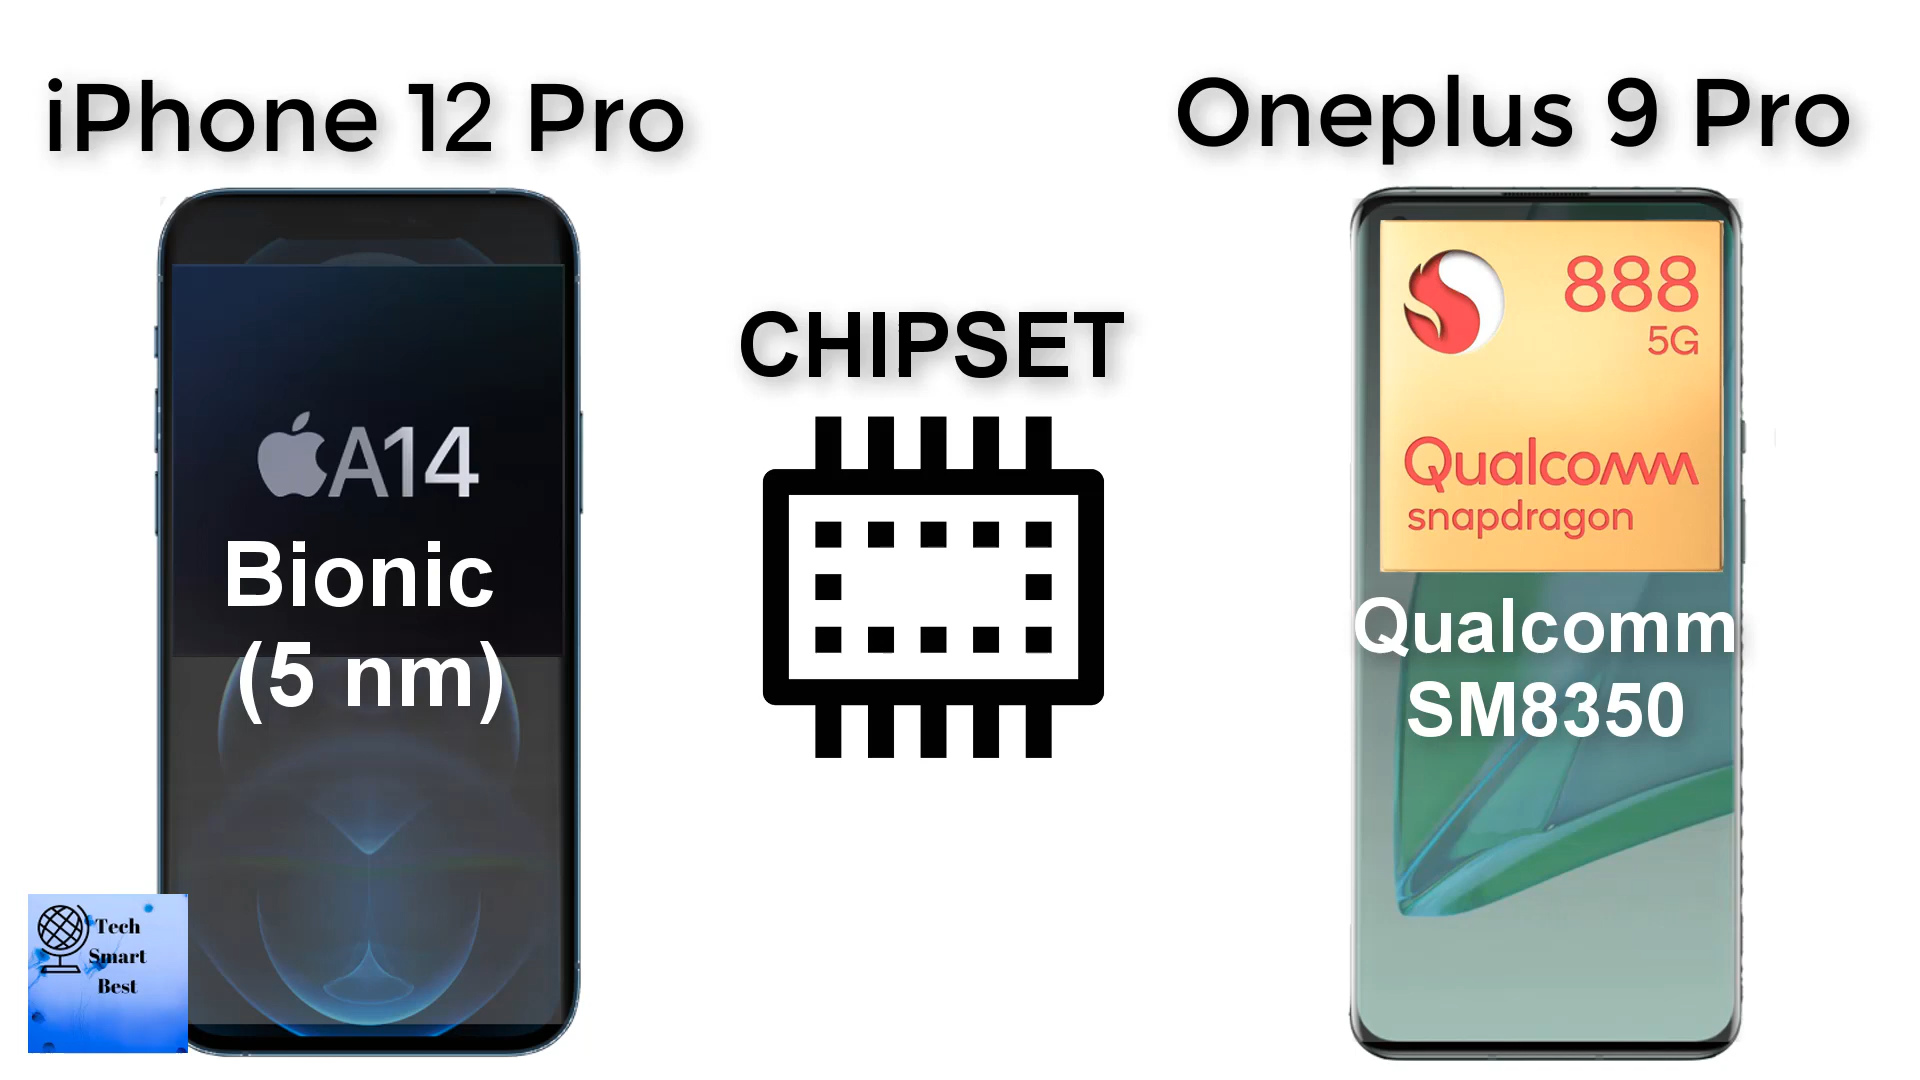 iPhone 12 Pro
Oneplus 9 Pro
CHIPSET
A14
Bionic
(5 nm)
888
5G
Qualcomm
snapdragon
Qualcomm
SM8350
Tech
Smart
Best